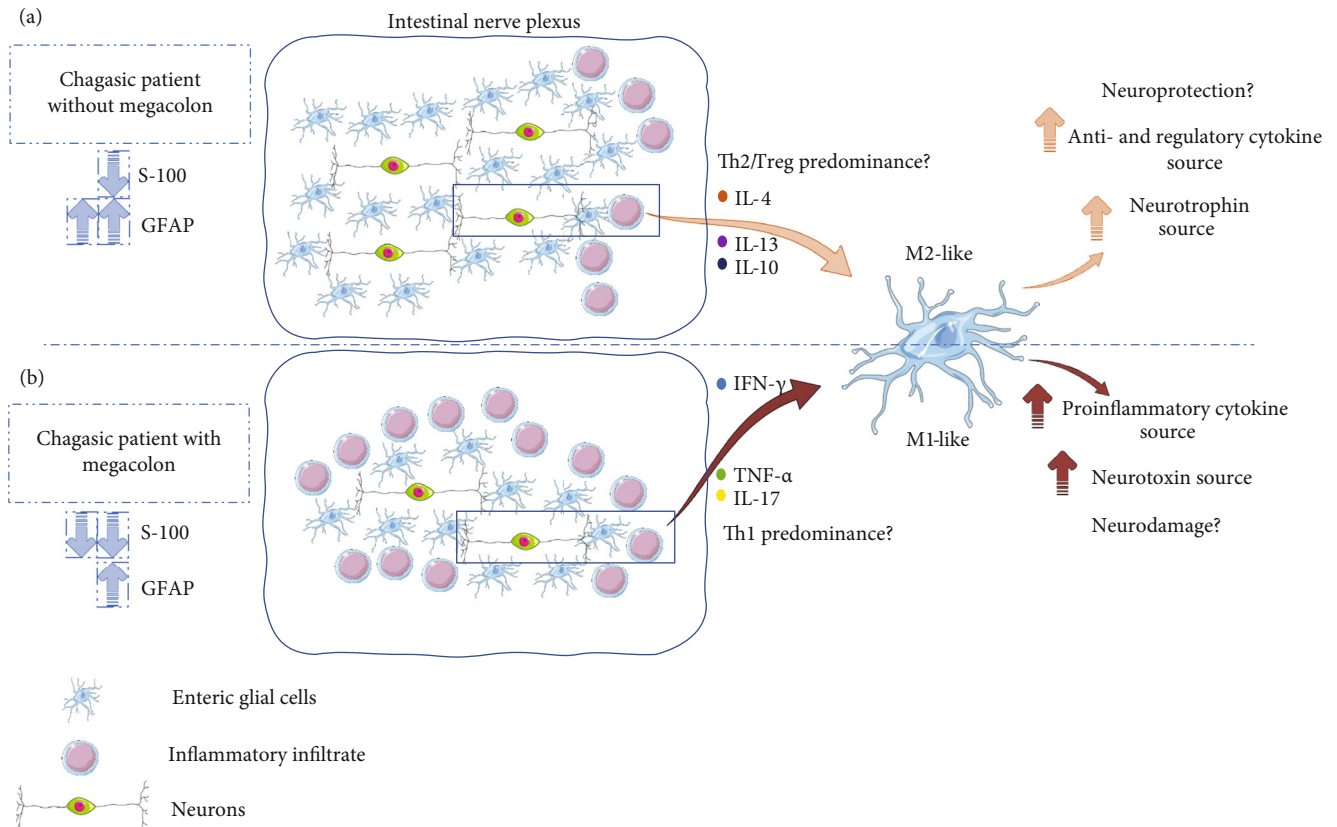 (a)
Intestinal nerve plexus
Chagasic patient
without megacolon
S-100
GFAP
Th2/Treg predominance?
IL-4
IL-13
IL-10
M2-like
Neuroprotection?
Anti- and regulatory cytokine
source
Neurotrophin
source
(b)
Chagasic patient with
megacolon
S-100
GFAP
IFN-γ
TNF-α
IL-17
Th1 predominance?
M1-like
Proinflammatory cytokine
source
Neurotoxin source
Neurodamage?
Enteric glial cells
Inflammatory infiltrate
Neurons